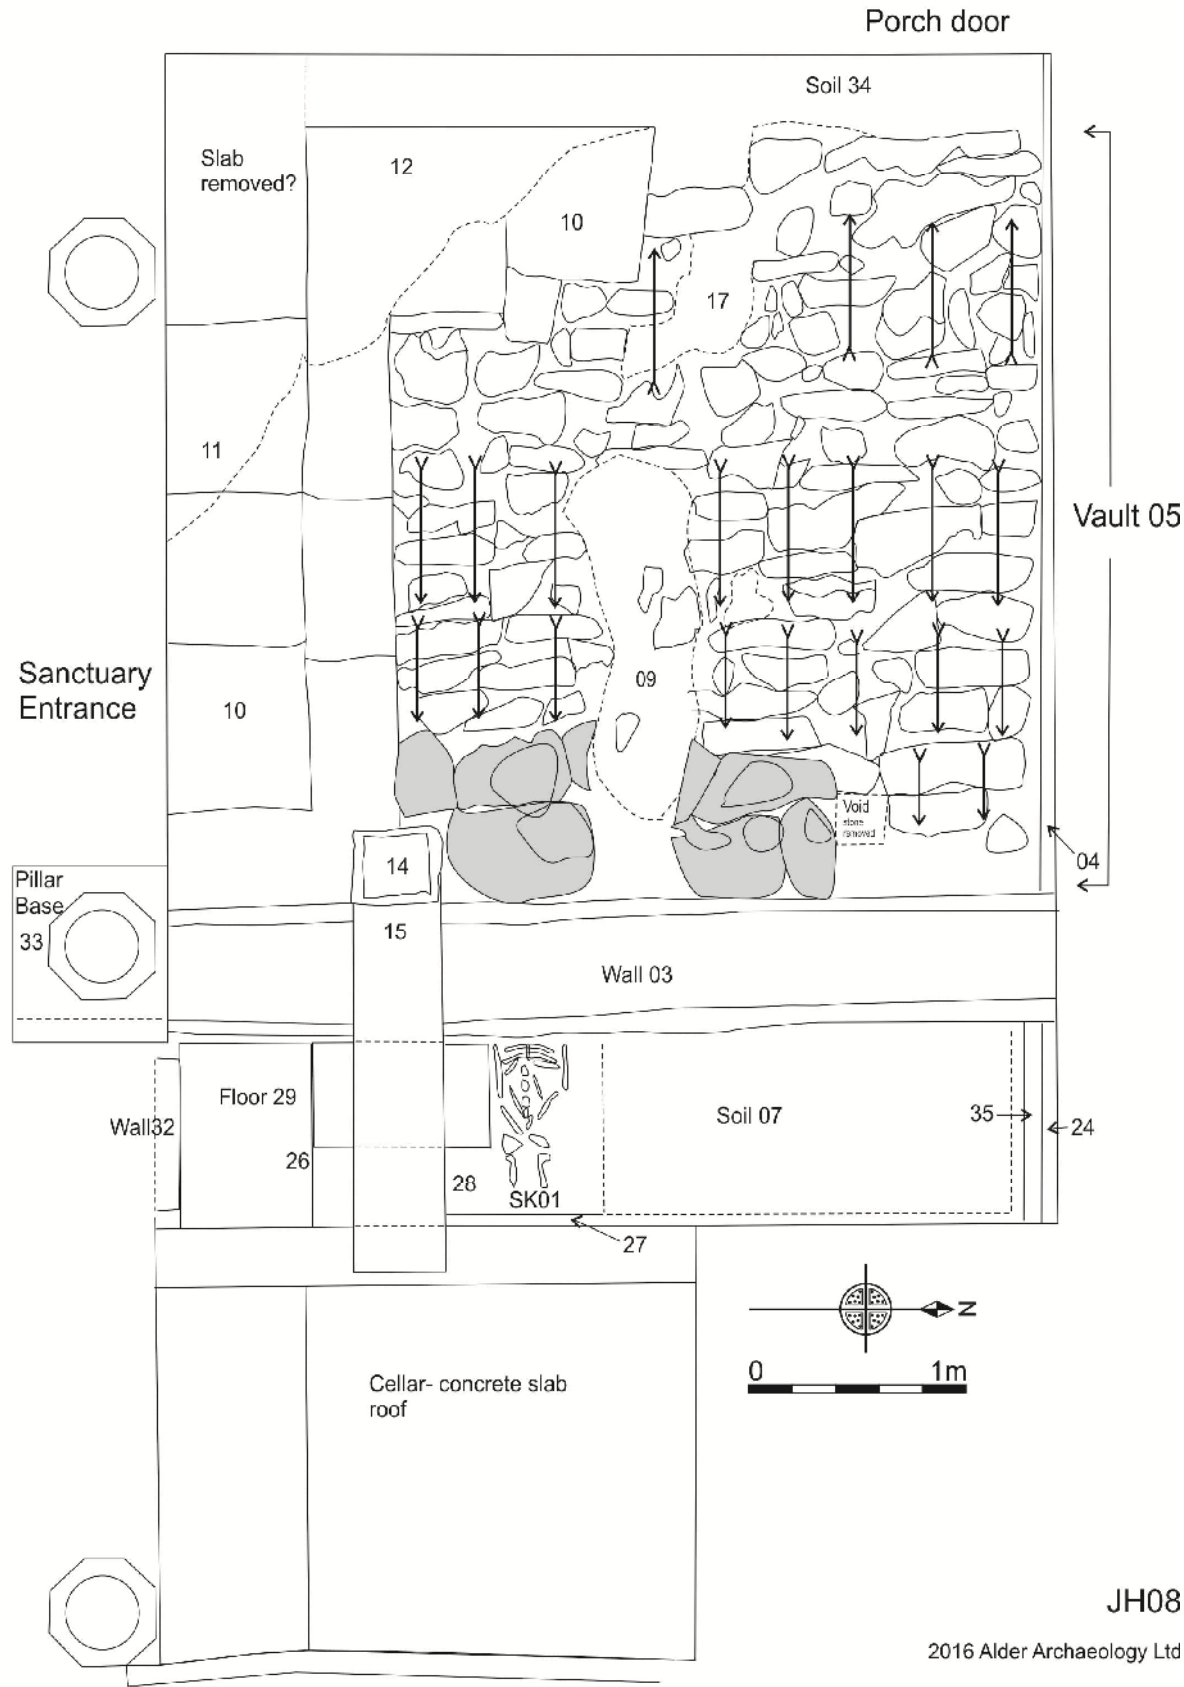 Porch door
Soil 34
Slab
removed?
12
10
17
11
Vault 05
Sanctuary
Entrance
10
09
Void
stone
removed
04
14
Pillar
Base
33
15
Wall 03
Floor 29
Soil 07
35
24
Wall32
26
28
SK01
27
N
0 1m
Cellar- concrete slab
roof
JH08
2016 Alder Archaeology Ltd